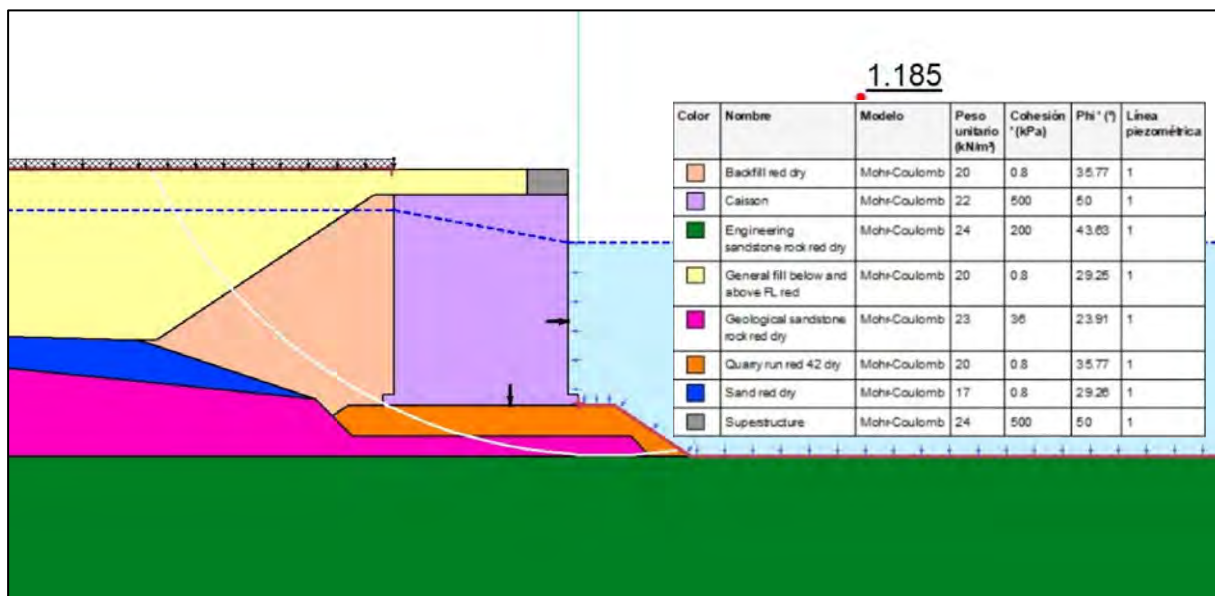 1.185
Color Nombre Modelo Peso unitario (kN/m³) Cohesión ' (kPa) Phi ' (°) Línea piezométrica
Backfill red dry Mohr-Coulomb 20 0.8 35.77 1
Caisson Mohr-Coulomb 22 500 50 1
Engineering sandstone rock red dry Mohr-Coulomb 24 200 43.63 1
General fill below and above FL red Mohr-Coulomb 20 0.8 29.25 1
Geological sandstone rock red dry Mohr-Coulomb 23 36 23.91 1
Quarry run red 42 dry Mohr-Coulomb 20 0.8 35.77 1
Sand red dry Mohr-Coulomb 17 0.8 29.26 1
Superstructure Mohr-Coulomb 24 500 50 1